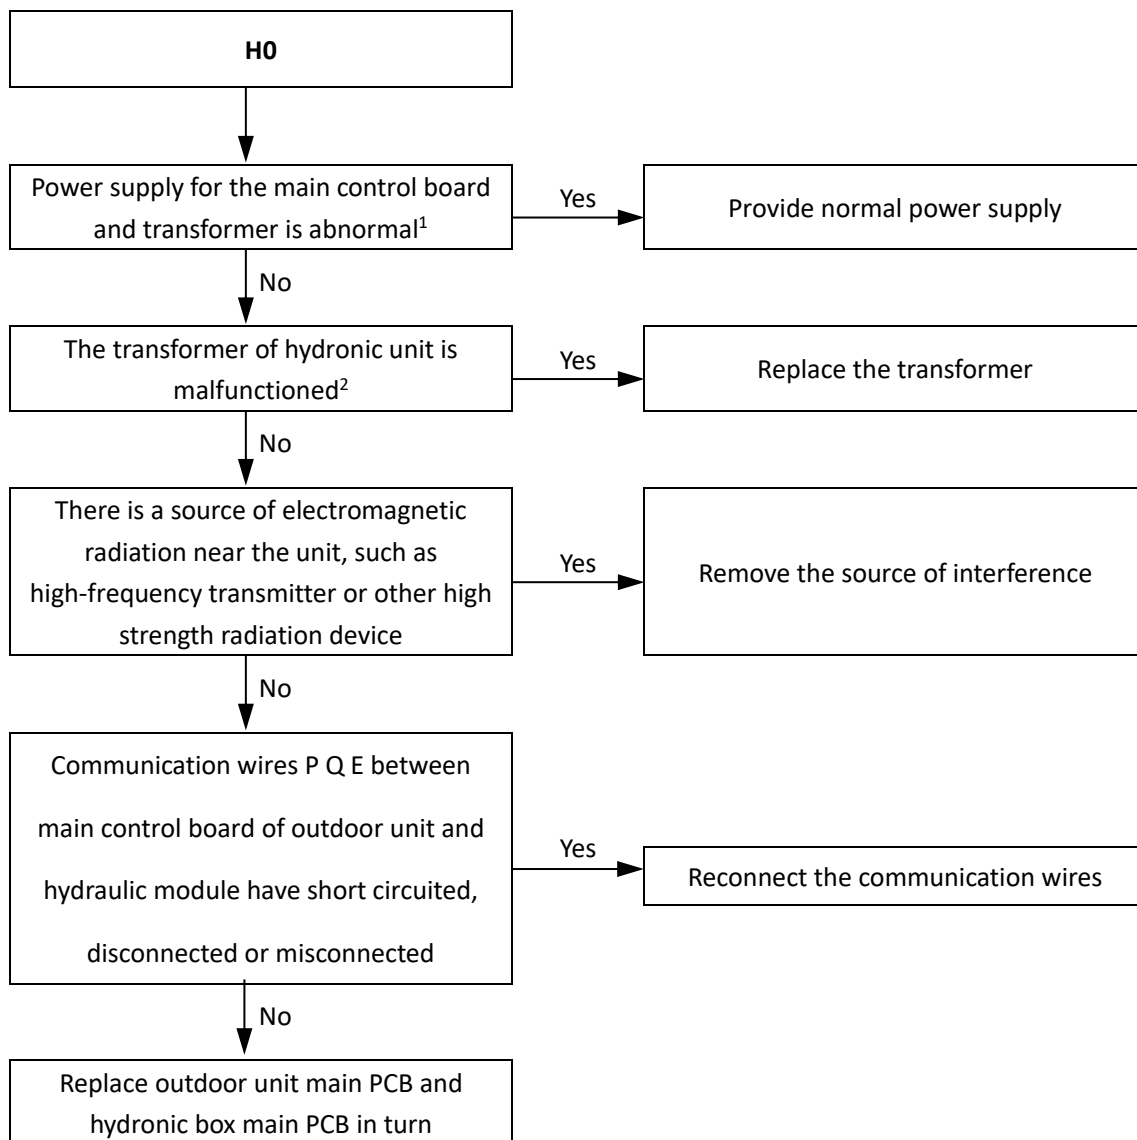 H0
Power supply for the main control board
and transformer is abnormal¹
Yes
Provide normal power supply
No
The transformer of hydronic unit is
malfunctioned²
Yes
Replace the transformer
No
There is a source of electromagnetic
radiation near the unit, such as
high-frequency transmitter or other high
strength radiation device
Yes
Remove the source of interference
No
Communication wires P Q E between
main control board of outdoor unit and
hydraulic module have short circuited,
disconnected or misconnected
Yes
Reconnect the communication wires
No
Replace outdoor unit main PCB and
hydronic box main PCB in turn